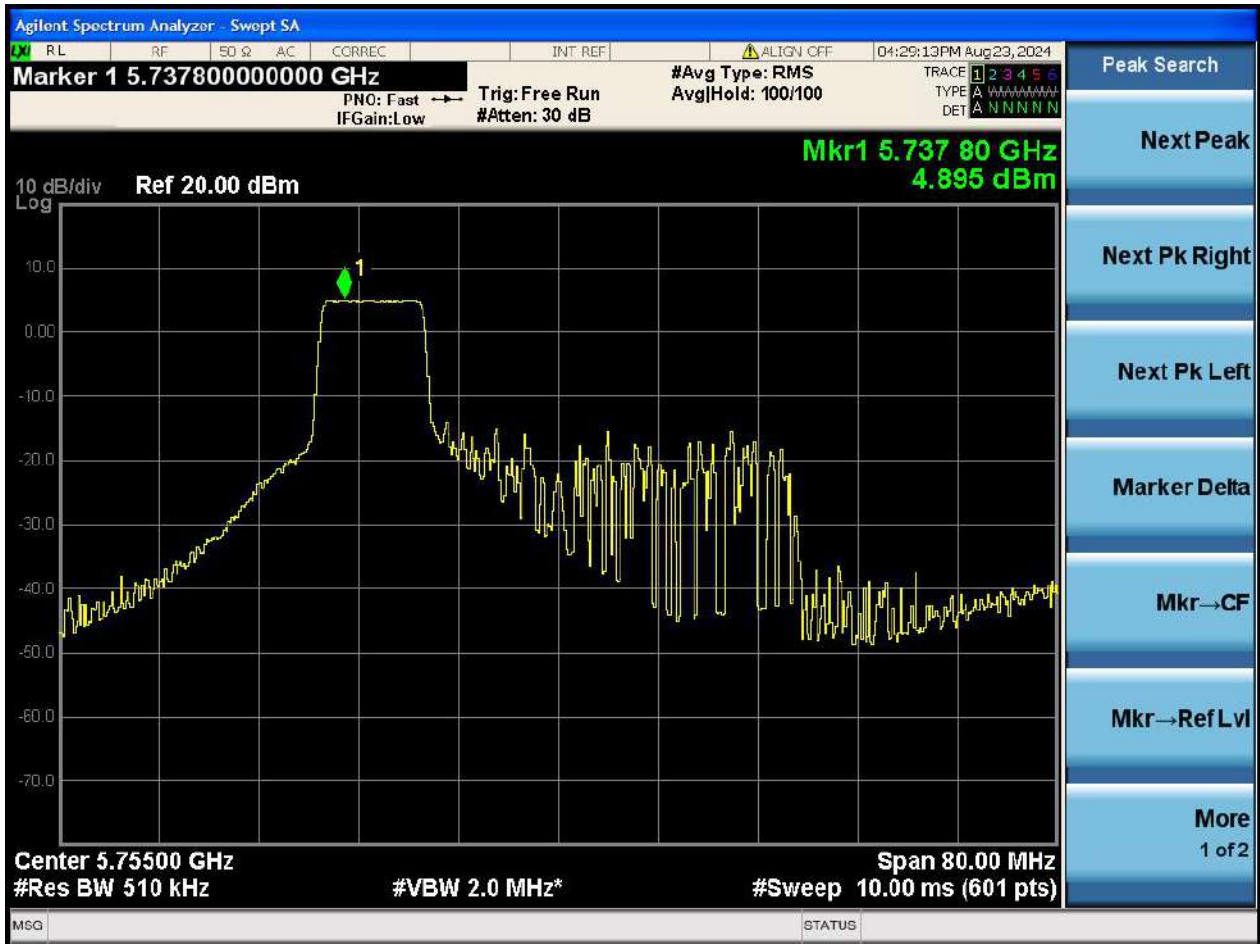 Agilent Spectrum Analyzer - Swept SA
LXI RL RF 50 Ω AC CORREC INT REF ALIGN OFF 04:29:13PM Aug23, 2024
Marker 1 5.737800000000 GHz
PNO: Fast
IFGain:Low
Trig: Free Run
#Atten: 30 dB
#Avg Type: RMS
Avg|Hold: 100/100
TRACE 1 2 3 4 5 6
TYPE A WWWWW
DET A N N N N N
Mkr1 5.737 80 GHz
4.895 dBm
10 dB/div Ref 20.00 dBm
Log
10.0
0.00
-10.0
-20.0
-30.0
-40.0
-50.0
-60.0
-70.0
1
Center 5.75500 GHz Span 80.00 MHz
#Res BW 510 kHz #VBW 2.0 MHz* #Sweep 10.00 ms (601 pts)
MSG STATUS
Peak Search
Next Peak
Next Pk Right
Next Pk Left
Marker Delta
Mkr→CF
Mkr→Ref Lvl
More
1 of 2